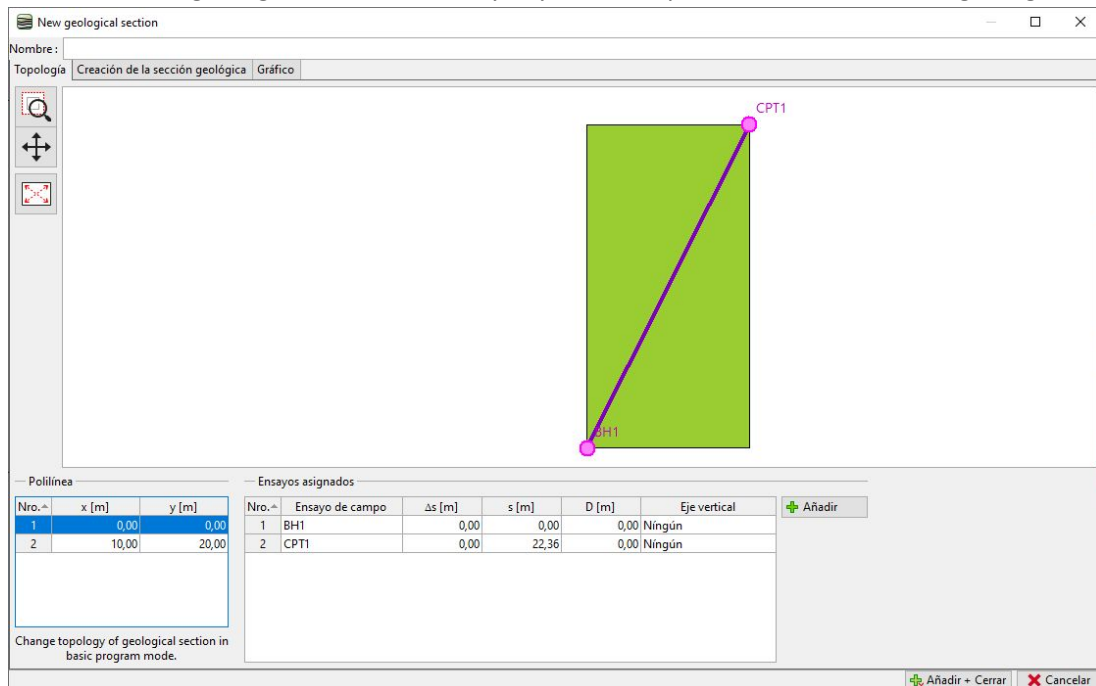 New geological section
Nombre :
Topología Creación de la sección geológica Gráfico
CPT1
BH1
Polilínea
Nro. x [m] y [m]
1 0,00 0,00
2 10,00 20,00
Change topology of geological section in
basic program mode.
Ensayos asignados
Nro. Ensayo de campo Δs [m] s [m] D [m] Eje vertical
1 BH1 0,00 0,00 0,00 Níngún
2 CPT1 0,00 22,36 0,00 Níngún
Añadir
Añadir + Cerrar Cancelar